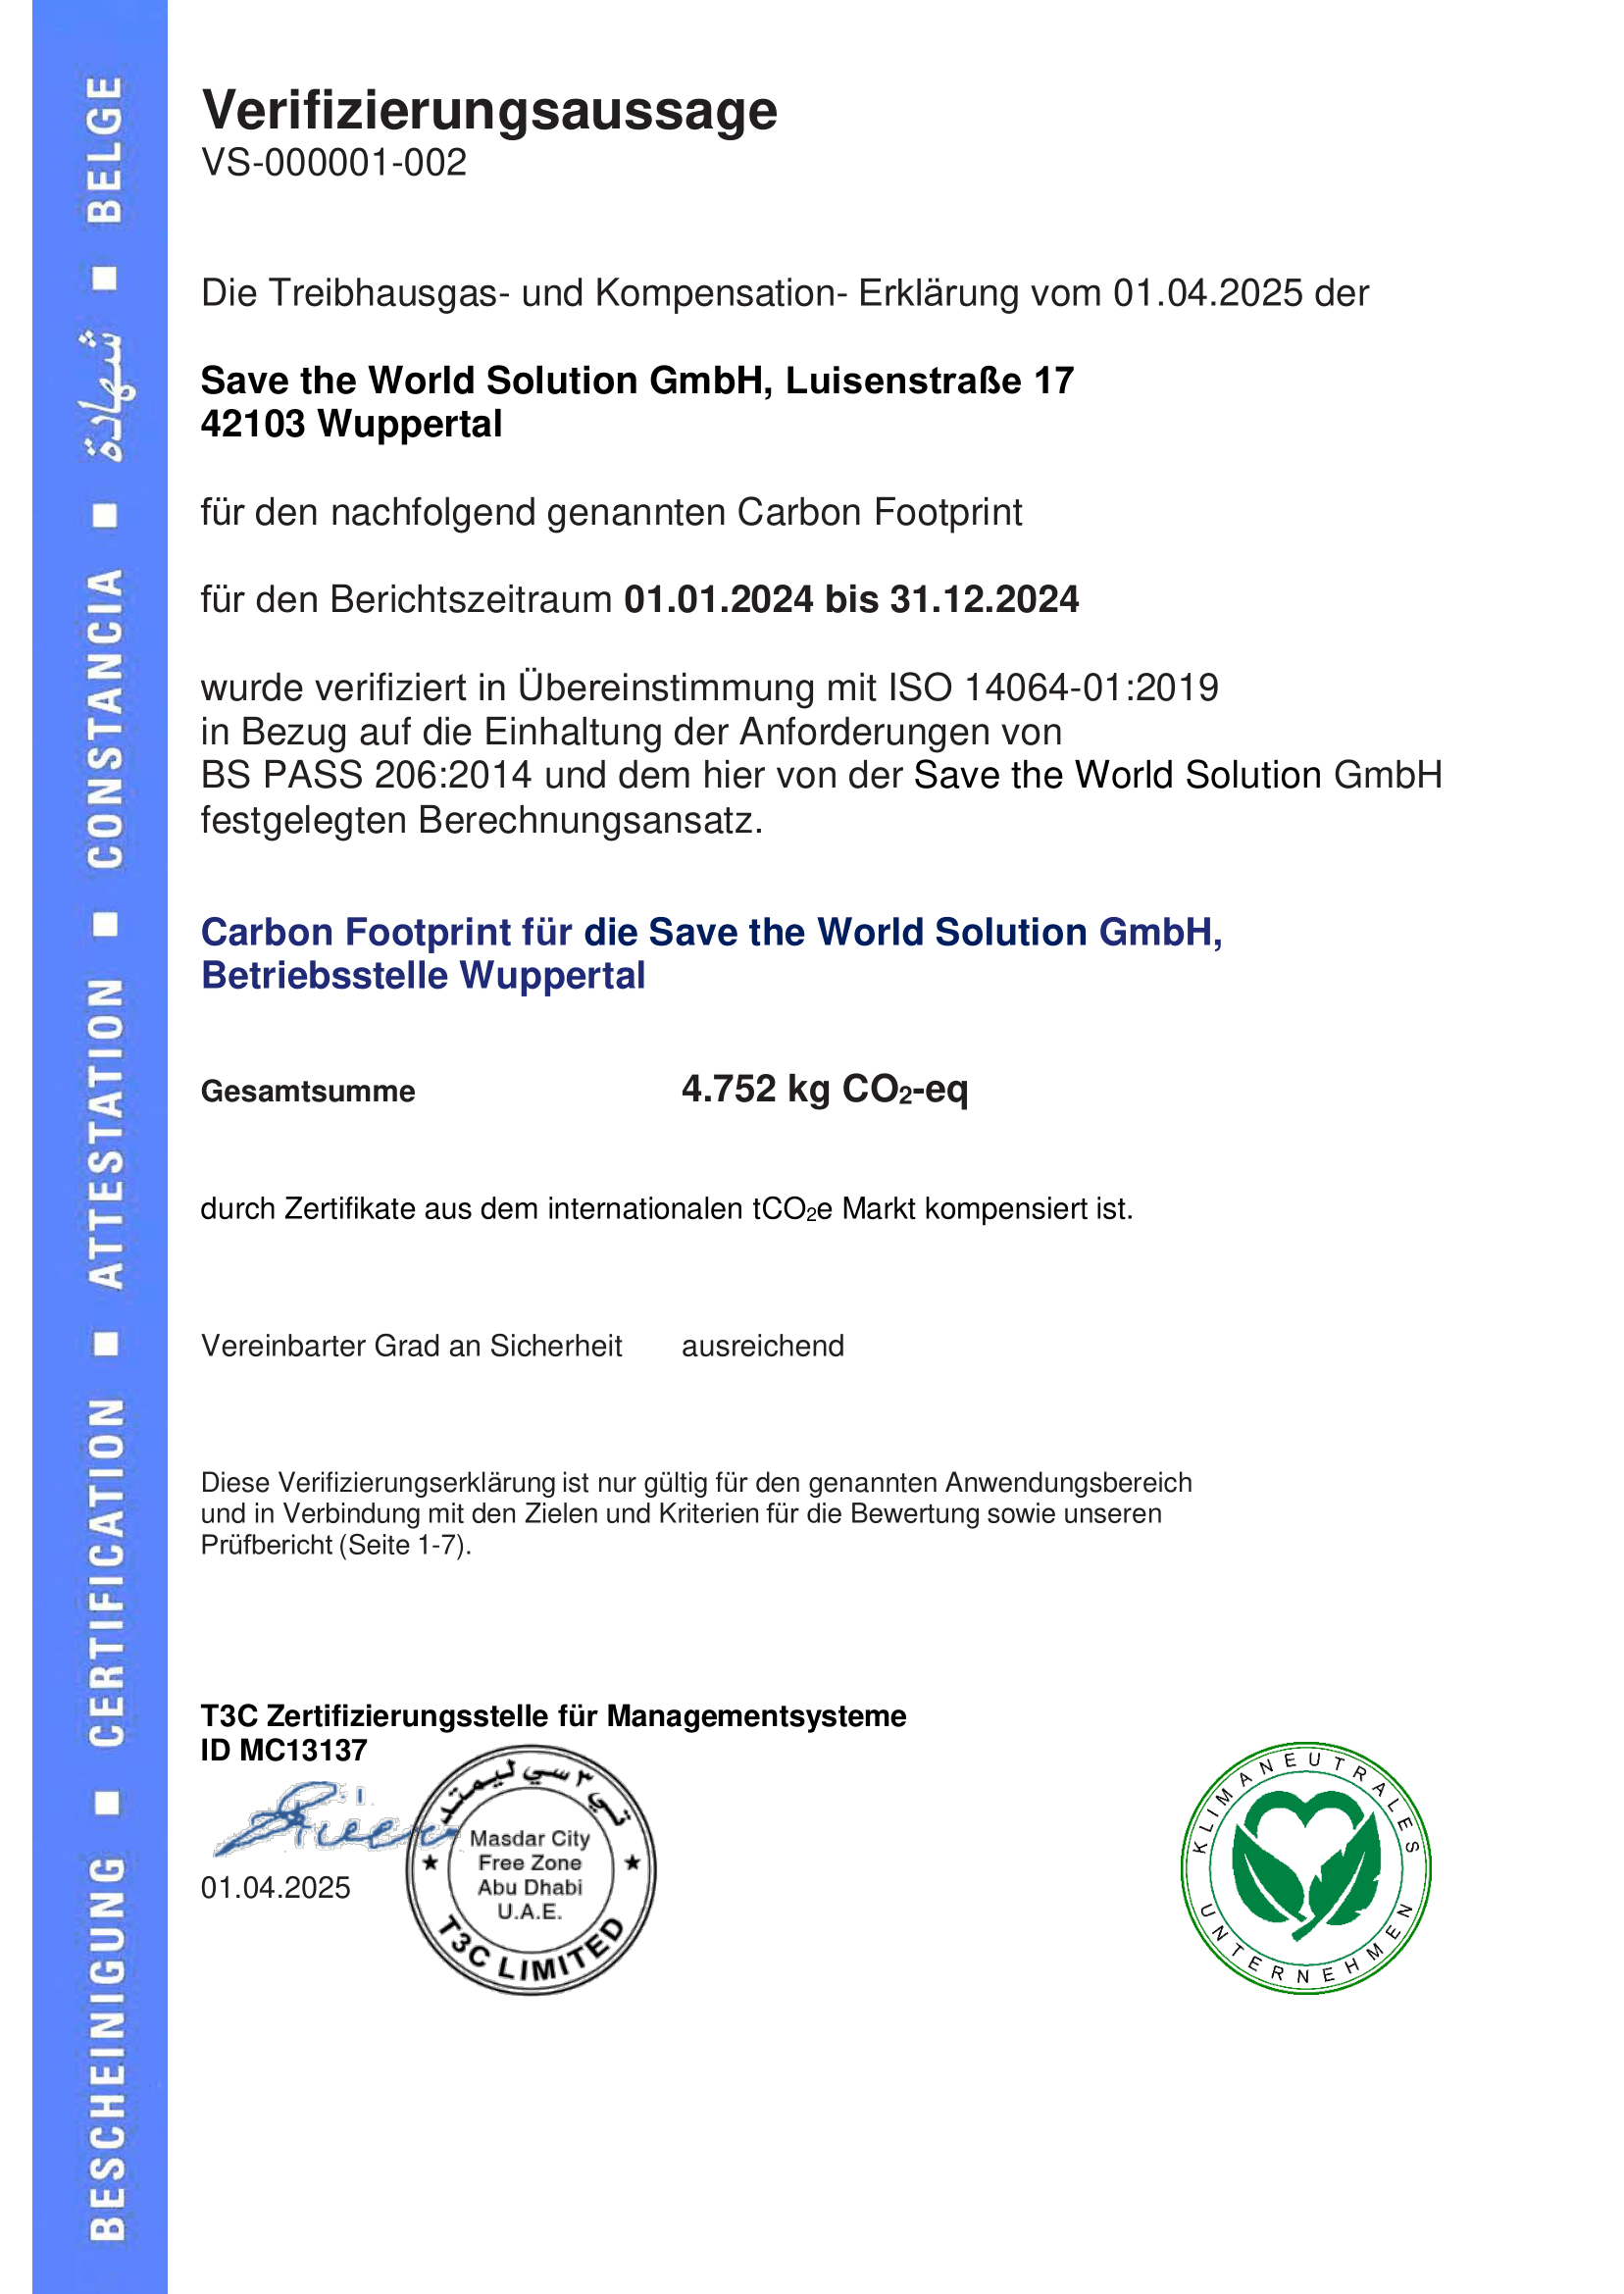 Verifizierungsaussage
VS-000001-002
Die Treibhausgas- und Kompensation- Erklärung vom 01.04.2025 der
Save the World Solution GmbH, Luisenstraße 17
42103 Wuppertal
für den nachfolgend genannten Carbon Footprint
für den Berichtszeitraum 01.01.2024 bis 31.12.2024
wurde verifiziert in Übereinstimmung mit ISO 14064-01:2019
in Bezug auf die Einhaltung der Anforderungen von
BS PASS 206:2014 und dem hier von der Save the World Solution GmbH
festgelegten Berechnungsansatz.
Carbon Footprint für die Save the World Solution GmbH,
Betriebsstelle Wuppertal
Gesamtsumme 4.752 kg CO₂-eq
durch Zertifikate aus dem internationalen tCO₂e Markt kompensiert ist.
Vereinbarter Grad an Sicherheit ausreichend
Diese Verifizierungserklärung ist nur gültig für den genannten Anwendungsbereich
und in Verbindung mit den Zielen und Kriterien für die Bewertung sowie unseren
Prüfbericht (Seite 1-7).
T3C Zertifizierungsstelle für Managementsysteme
ID MC13137
01.04.2025
تي ٣ سي ليمتد
Masdar City
Free Zone
Abu Dhabi
U.A.E.
T3C LIMITED
KLIMANEUTRALES
UNTERNEHMEN
BESCHEINIGUNG ■ CERTIFICATION ■ ATTESTATION ■ CONSTANCIA ■ شهادة ■ BELGE